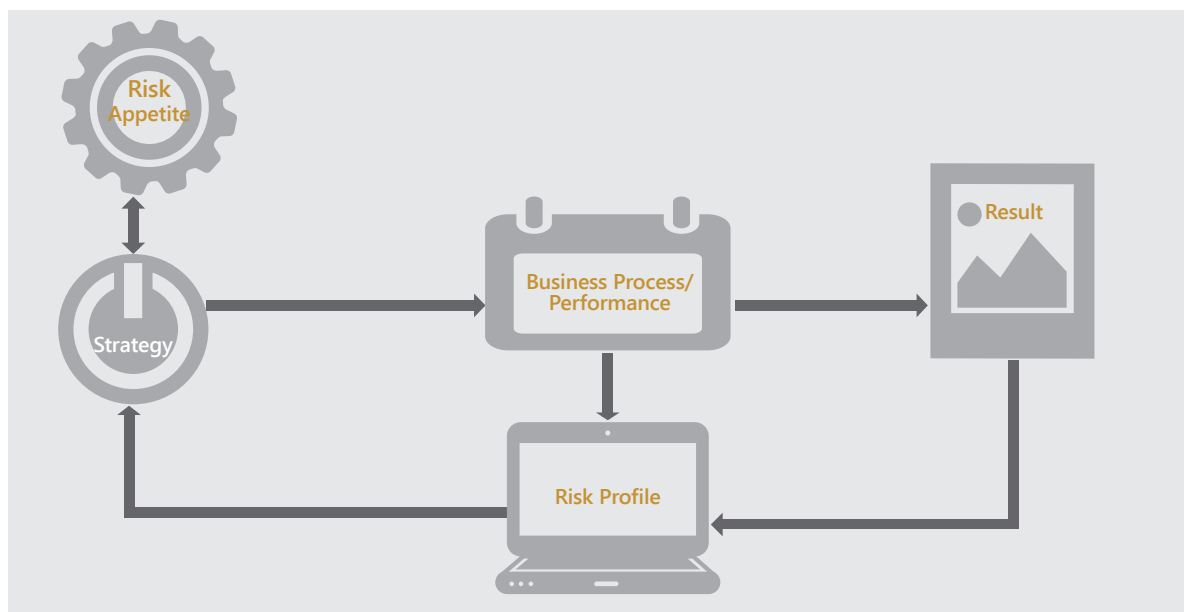 Risk
Appetite
Result
Business Process/
Performance
Strategy
Risk Profile